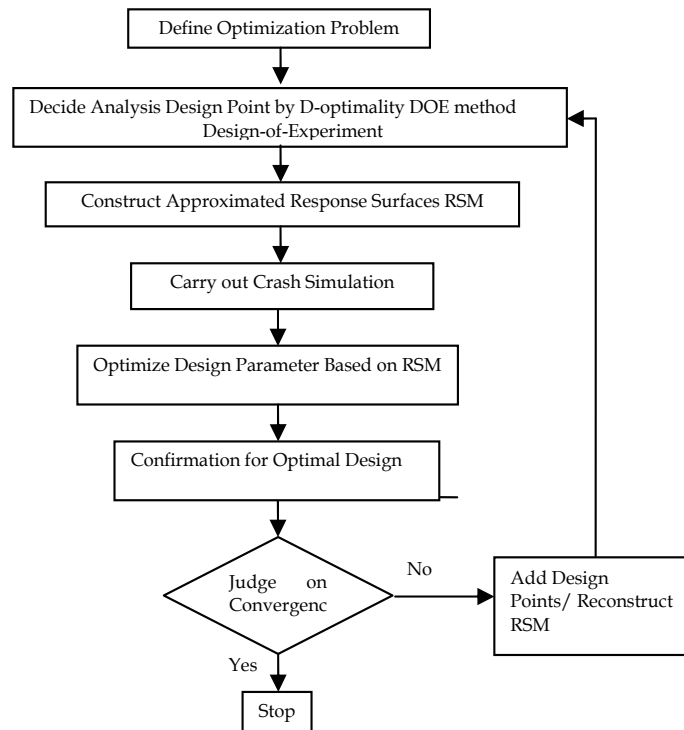 Define Optimization Problem
Decide Analysis Design Point by D-optimality DOE method
Design-of-Experiment
Construct Approximated Response Surfaces RSM
Carry out Crash Simulation
Optimize Design Parameter Based on RSM
Confirmation for Optimal Design
Judge on
Convergenc
No
Add Design
Points/ Reconstruct
RSM
Yes
Stop